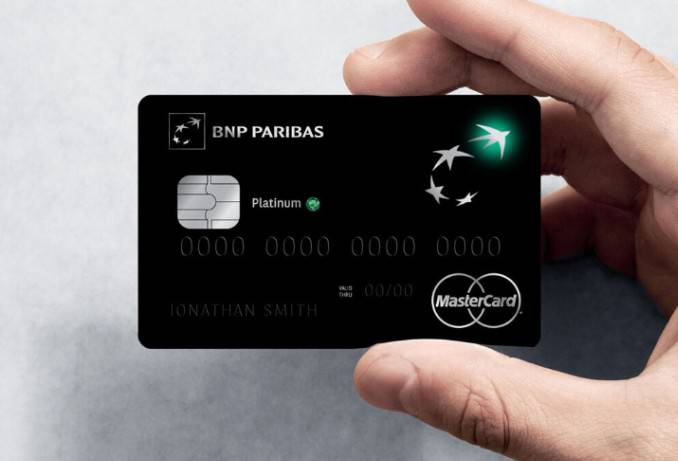 BNP PARIBAS
Platinum
0000 0000 0000 0000
VALID THRU 00/00
JONATHAN SMITH
MasterCard